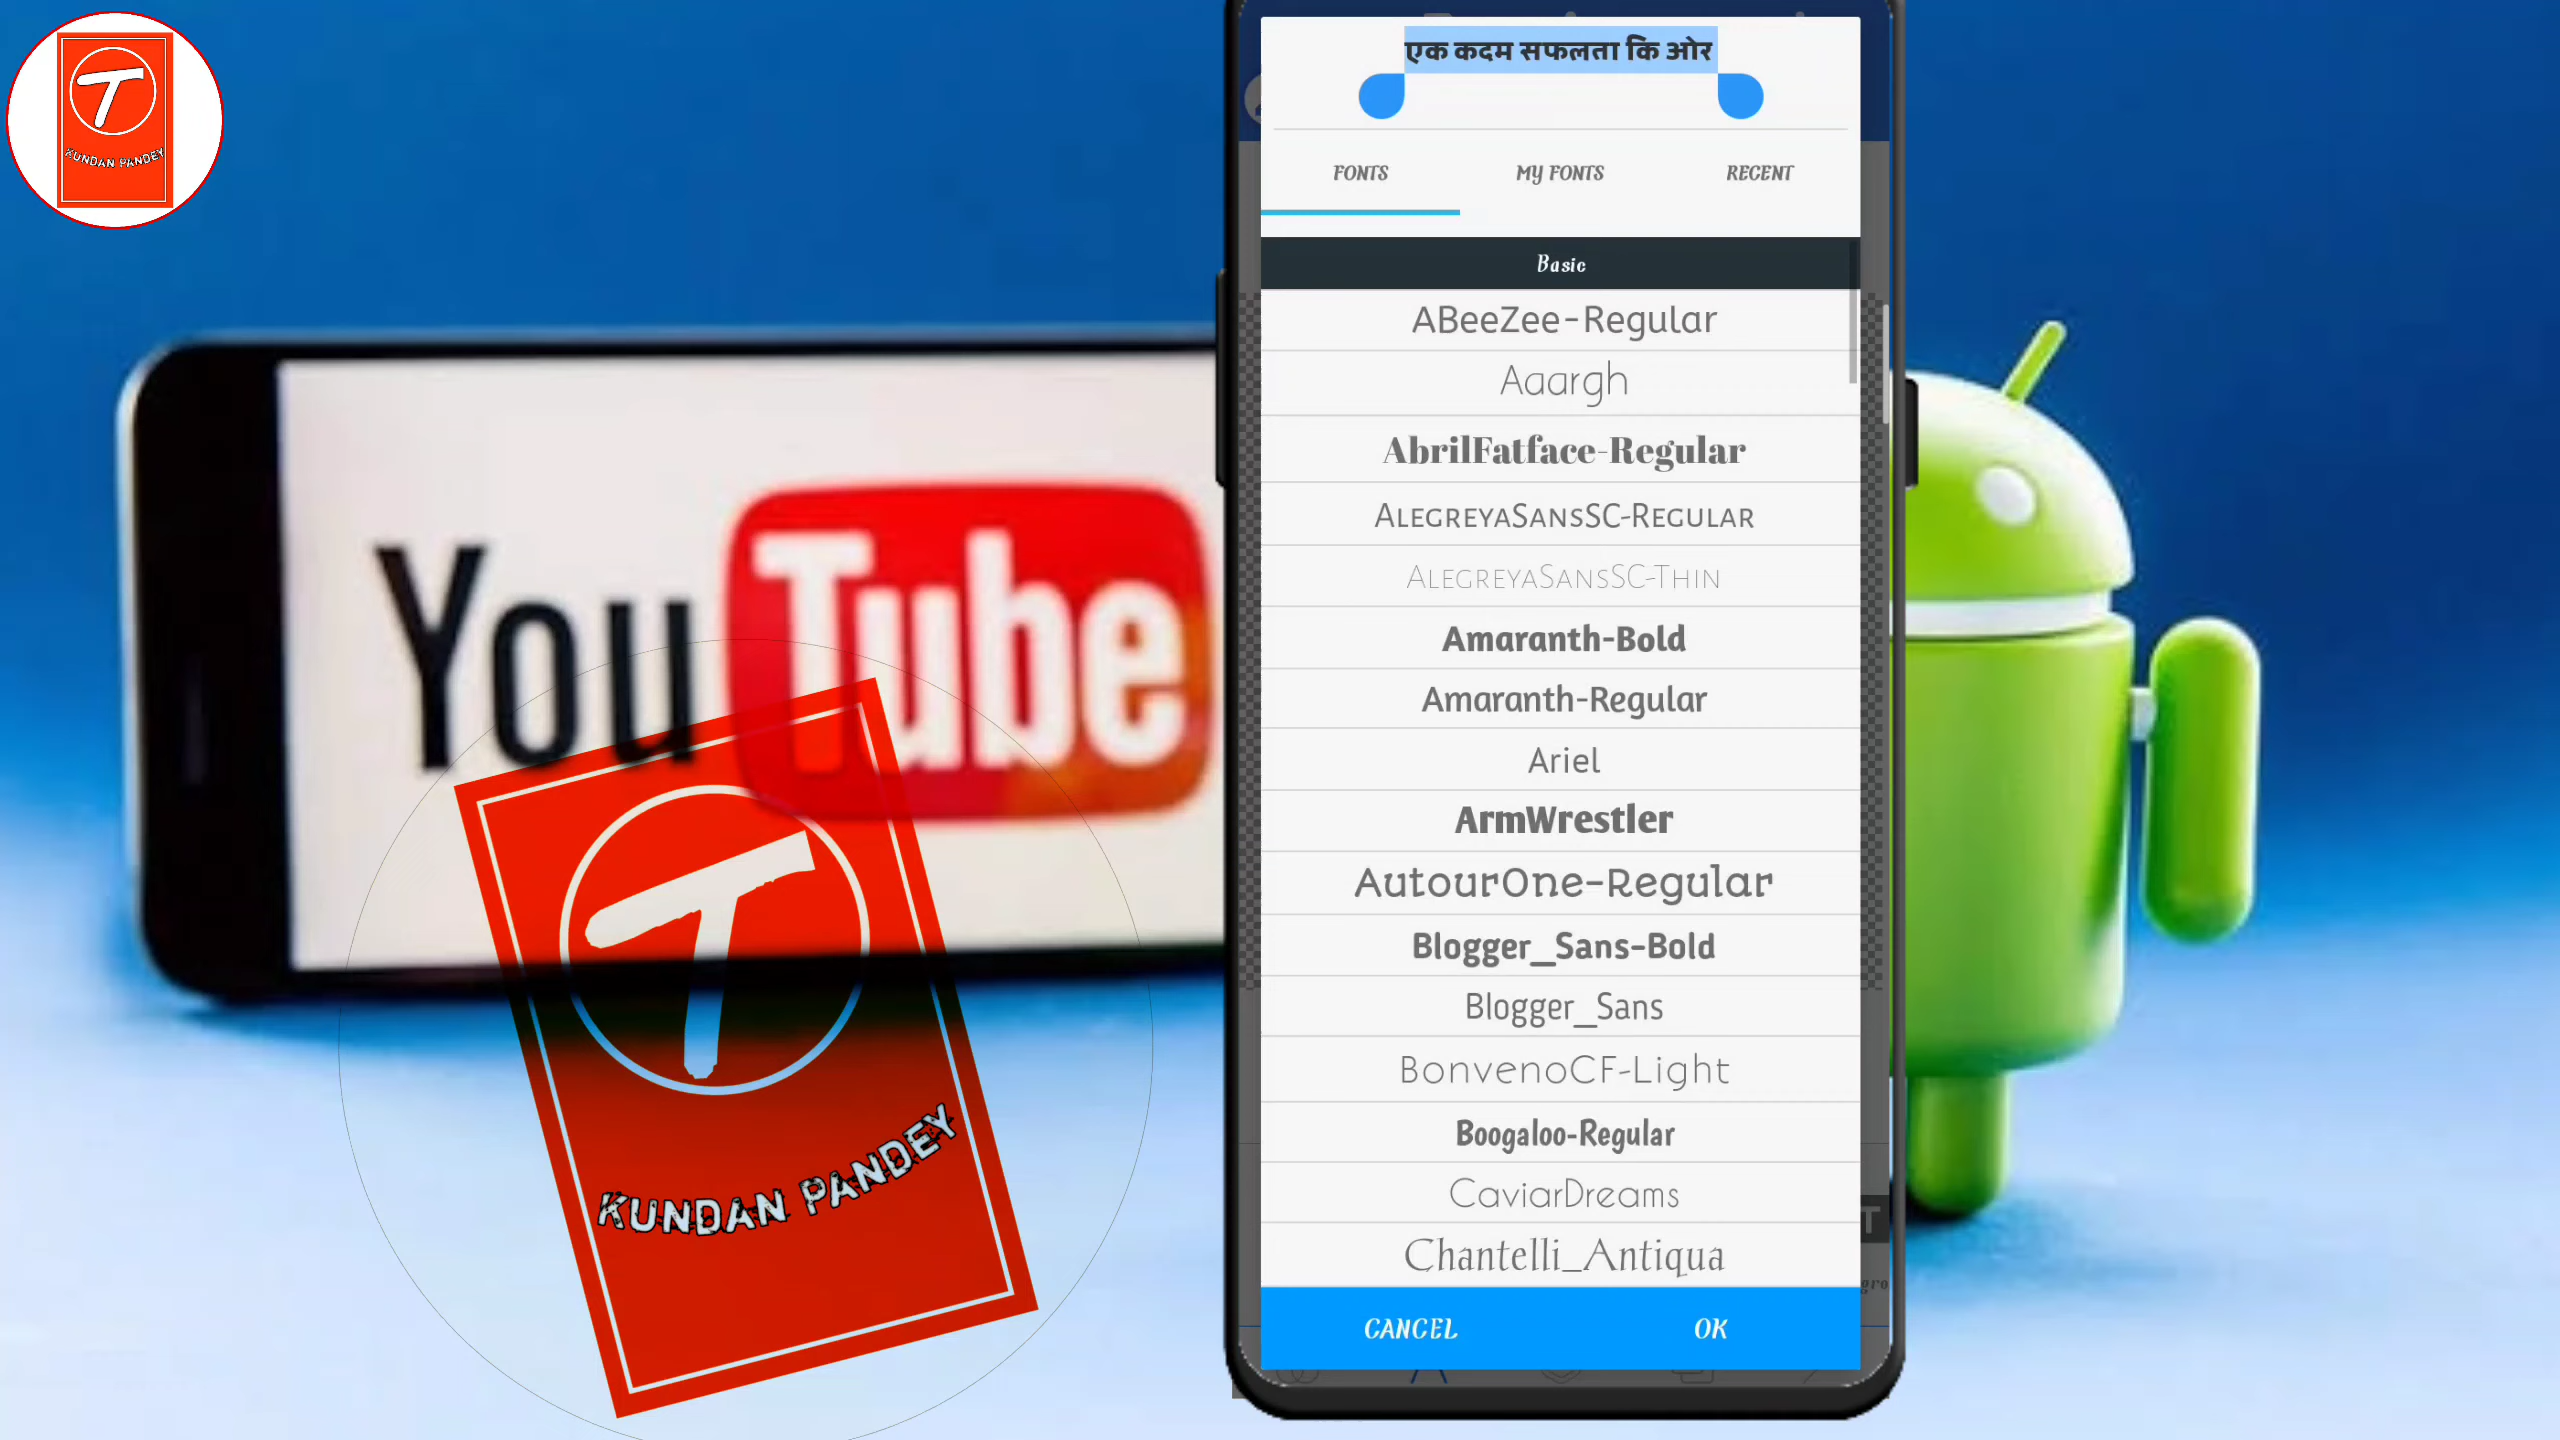 T
KUNDAN PANDEY
YouTube
T
KUNDAN PANDEY
एक कदम सफलता कि ओर
FONTS
MY FONTS
RECENT
Basic
ABeeZee-Regular
Aaargh
AbrilFatface-Regular
AlegreyaSansSC-Regular
AlegreyaSansSC-Thin
Amaranth-Bold
Amaranth-Regular
Ariel
ArmWrestler
AutourOne-Regular
Blogger_Sans-Bold
Blogger_Sans
BonvenoCF-Light
Boogaloo-Regular
CaviarDreams
Chantelli_Antiqua
CANCEL
OK